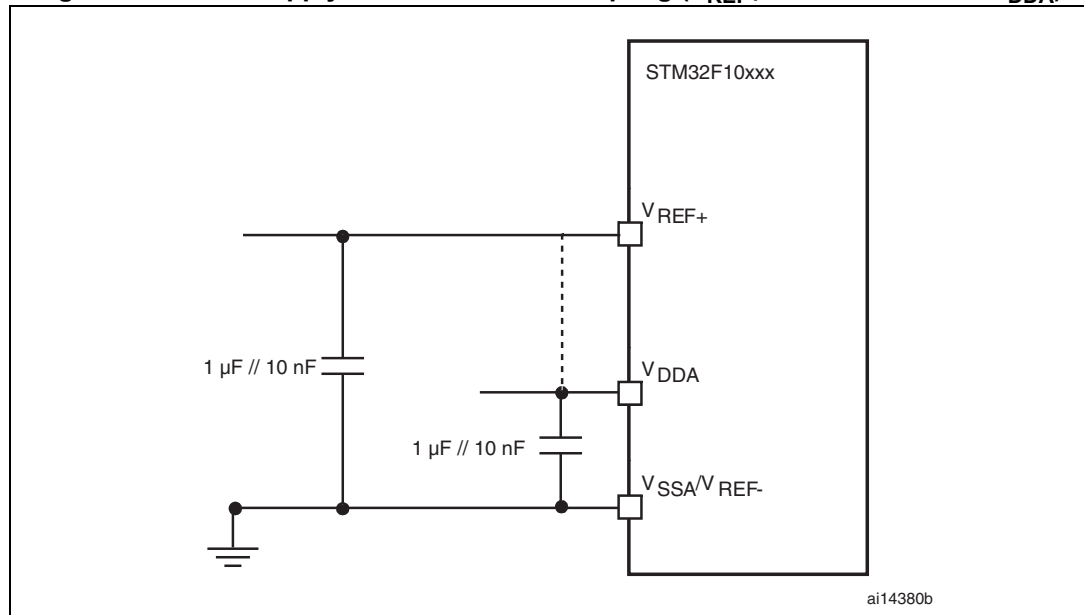 STM32F10xxx
VREF+
1 µF // 10 nF
VDDA
1 µF // 10 nF
VSSA/VREF-
ai14380b